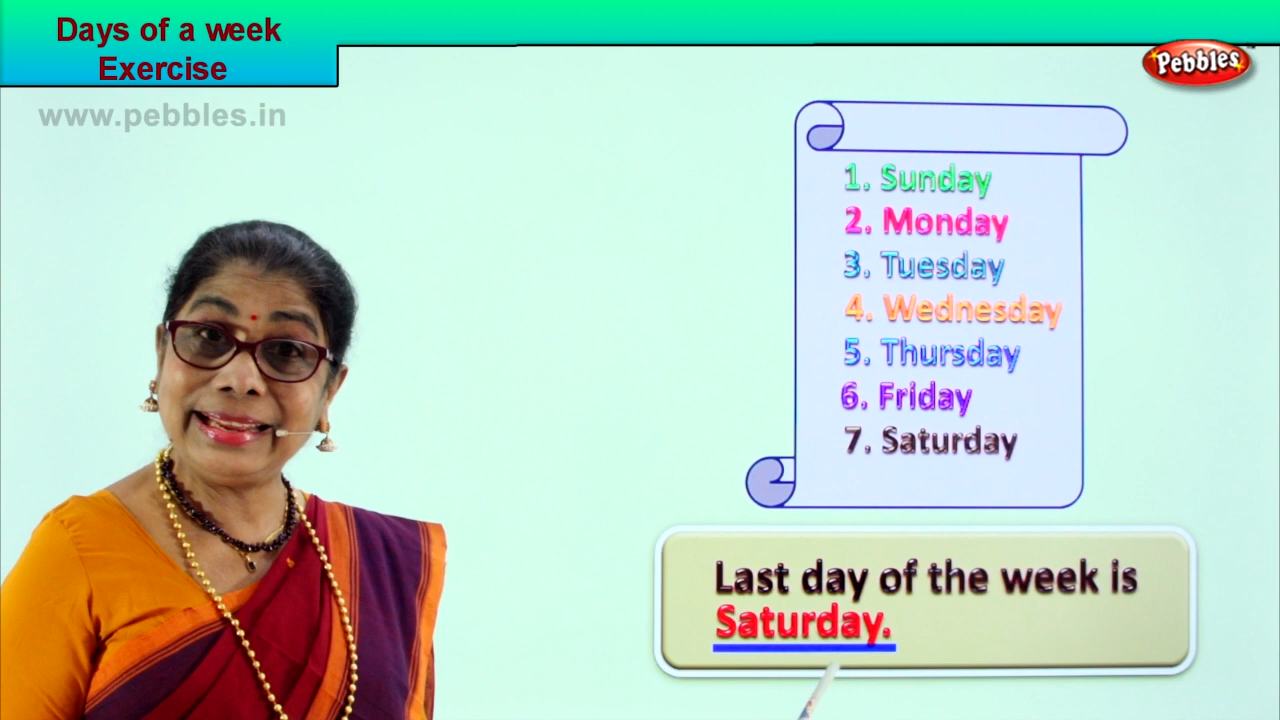 Days of a week
Exercise
www.pebbles.in
Pebbles
1. Sunday
2. Monday
3. Tuesday
4. Wednesday
5. Thursday
6. Friday
7. Saturday
Last day of the week is
Saturday.